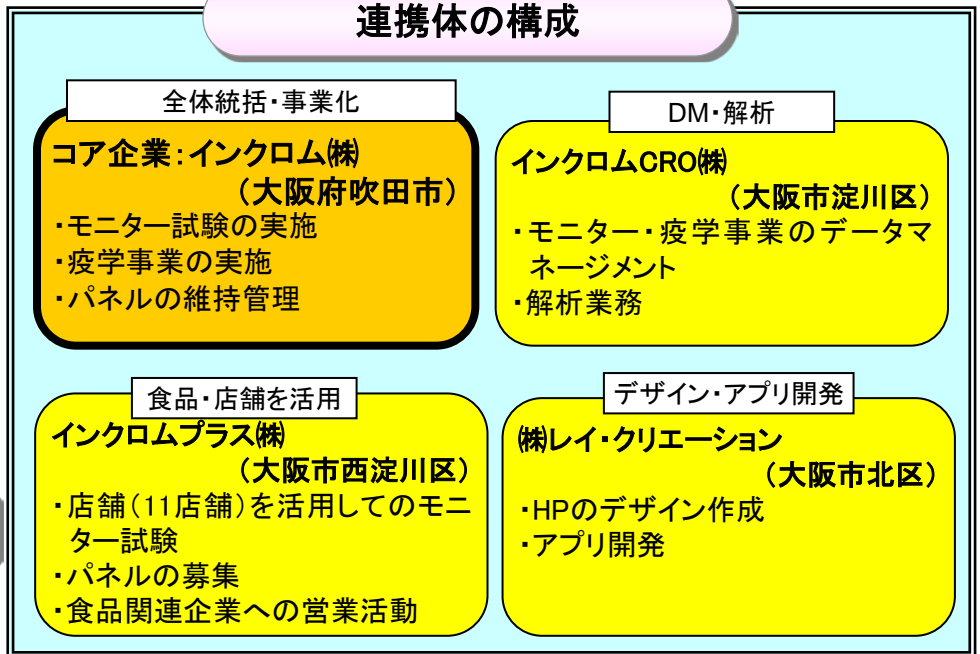 連携体の構成
全体統括・事業化
コア企業：インクロム㈱
（大阪府吹田市）
・モニター試験の実施
・疫学事業の実施
・パネルの維持管理
DM・解析
インクロムCRO㈱
（大阪市淀川区）
・モニター・疫学事業のデータマ
ネージメント
・解析業務
食品・店舗を活用
インクロムプラス㈱
（大阪市西淀川区）
・店舗（11店舗）を活用してのモニ
ター試験
・パネルの募集
・食品関連企業への営業活動
デザイン・アプリ開発
㈱レイ・クリエーション
（大阪市北区）
・HPのデザイン作成
・アプリ開発